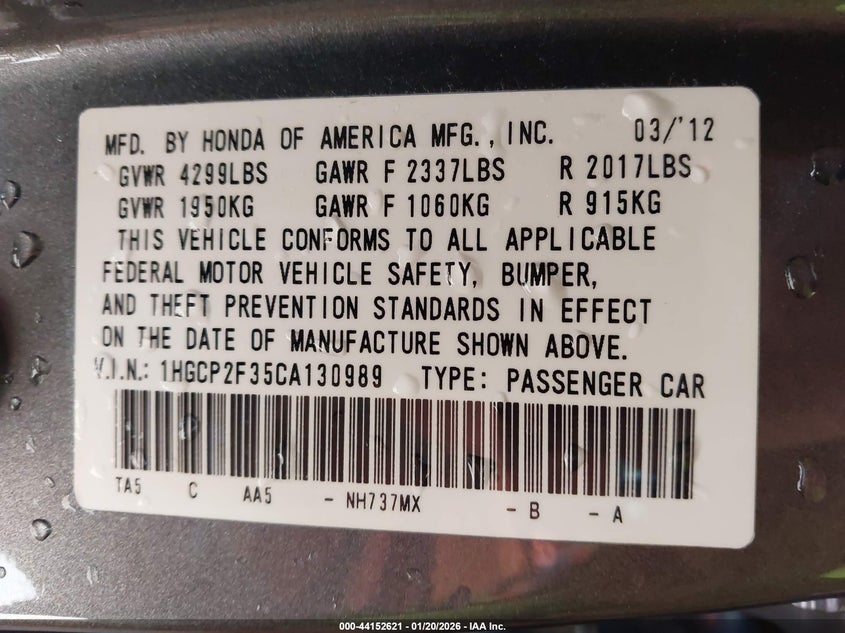 MFD. BY HONDA OF AMERICA MFG., INC. 03/'12
GVWR 4299LBS GAWR F 2337LBS R 2017LBS
GVWR 1950KG GAWR F 1060KG R 915KG
THIS VEHICLE CONFORMS TO ALL APPLICABLE
FEDERAL MOTOR VEHICLE SAFETY, BUMPER,
AND THEFT PREVENTION STANDARDS IN EFFECT
ON THE DATE OF MANUFACTURE SHOWN ABOVE.
V.I.N.: 1HGCP2F35CA130989 TYPE: PASSENGER CAR
TA5 C AA5 - NH737MX - B - A
000-44152621 | 01/20/2026 - IAA Inc.